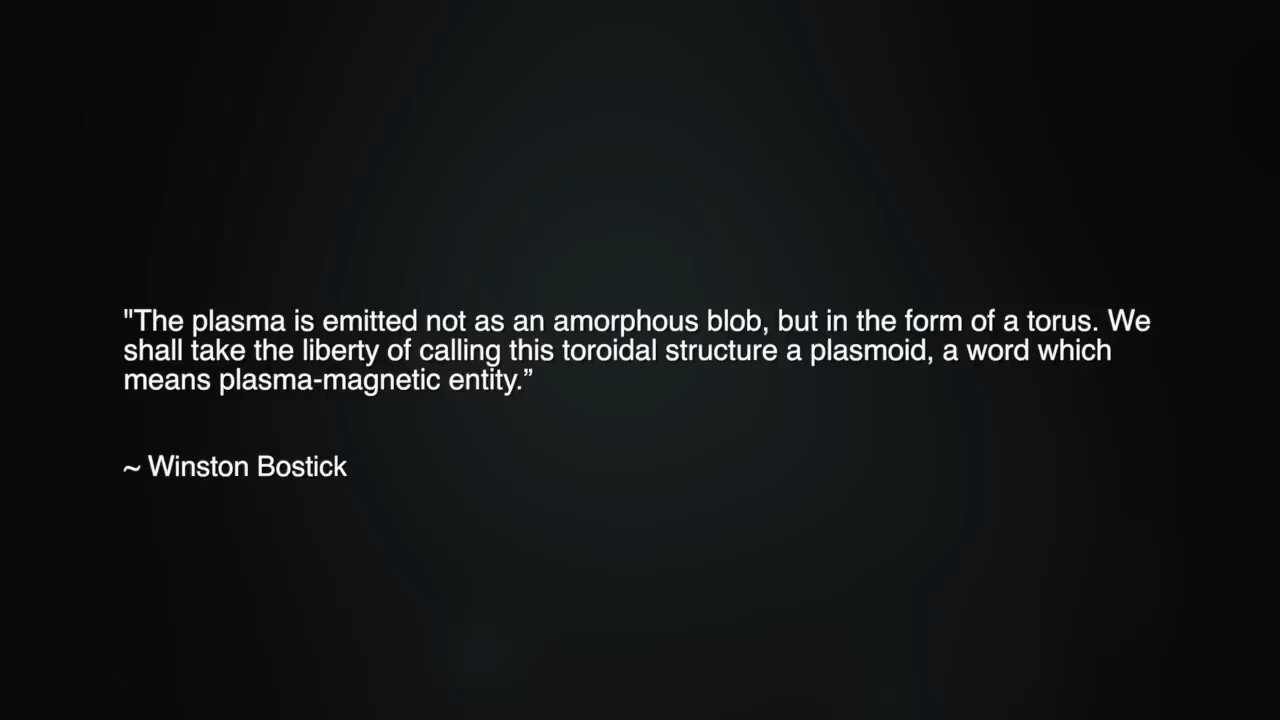 "The plasma is emitted not as an amorphous blob, but in the form of a torus. We
shall take the liberty of calling this toroidal structure a plasmoid, a word which
means plasma-magnetic entity.”
~ Winston Bostick